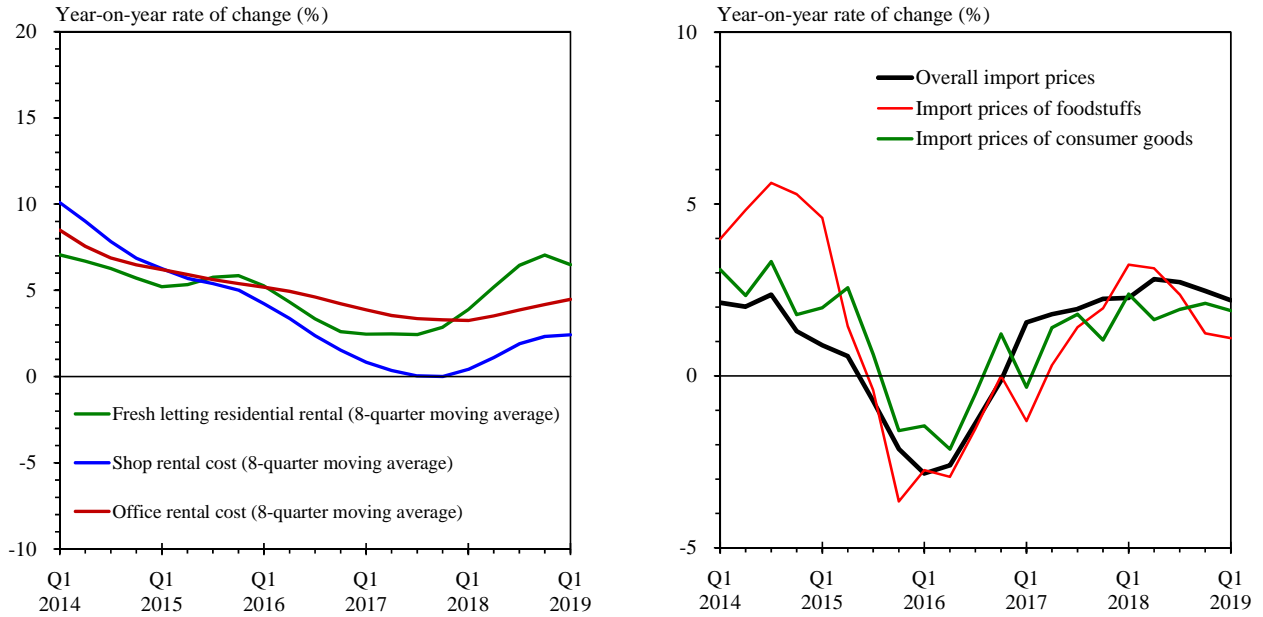 Year-on-year rate of change (%)
20
15
10
5
0
-5
-10
Fresh letting residential rental (8-quarter moving average)
Shop rental cost (8-quarter moving average)
Office rental cost (8-quarter moving average)
Q1 Q1 Q1 Q1 Q1 Q1
2014 2015 2016 2017 2018 2019
Year-on-year rate of change (%)
10
5
0
-5
Overall import prices
Import prices of foodstuffs
Import prices of consumer goods
Q1 Q1 Q1 Q1 Q1 Q1
2014 2015 2016 2017 2018 2019